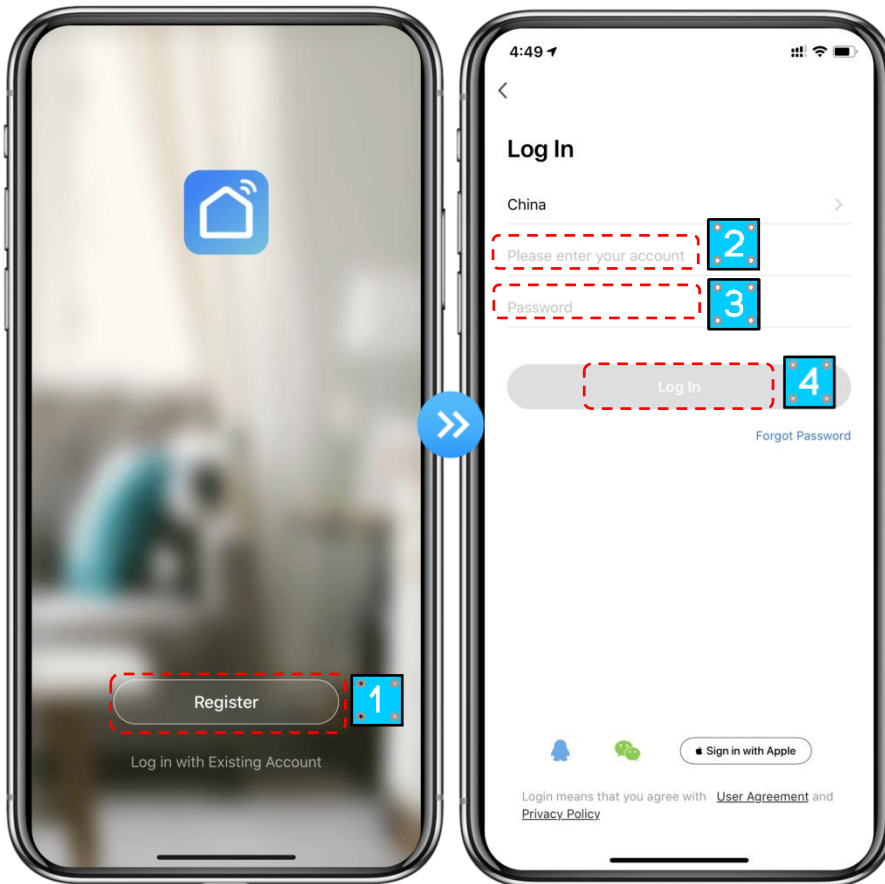 Register
1
Log in with Existing Account
4:49
Log In
China
Please enter your account
2
Password
3
Log In
4
Forgot Password
Sign in with Apple
Login means that you agree with User Agreement and
Privacy Policy